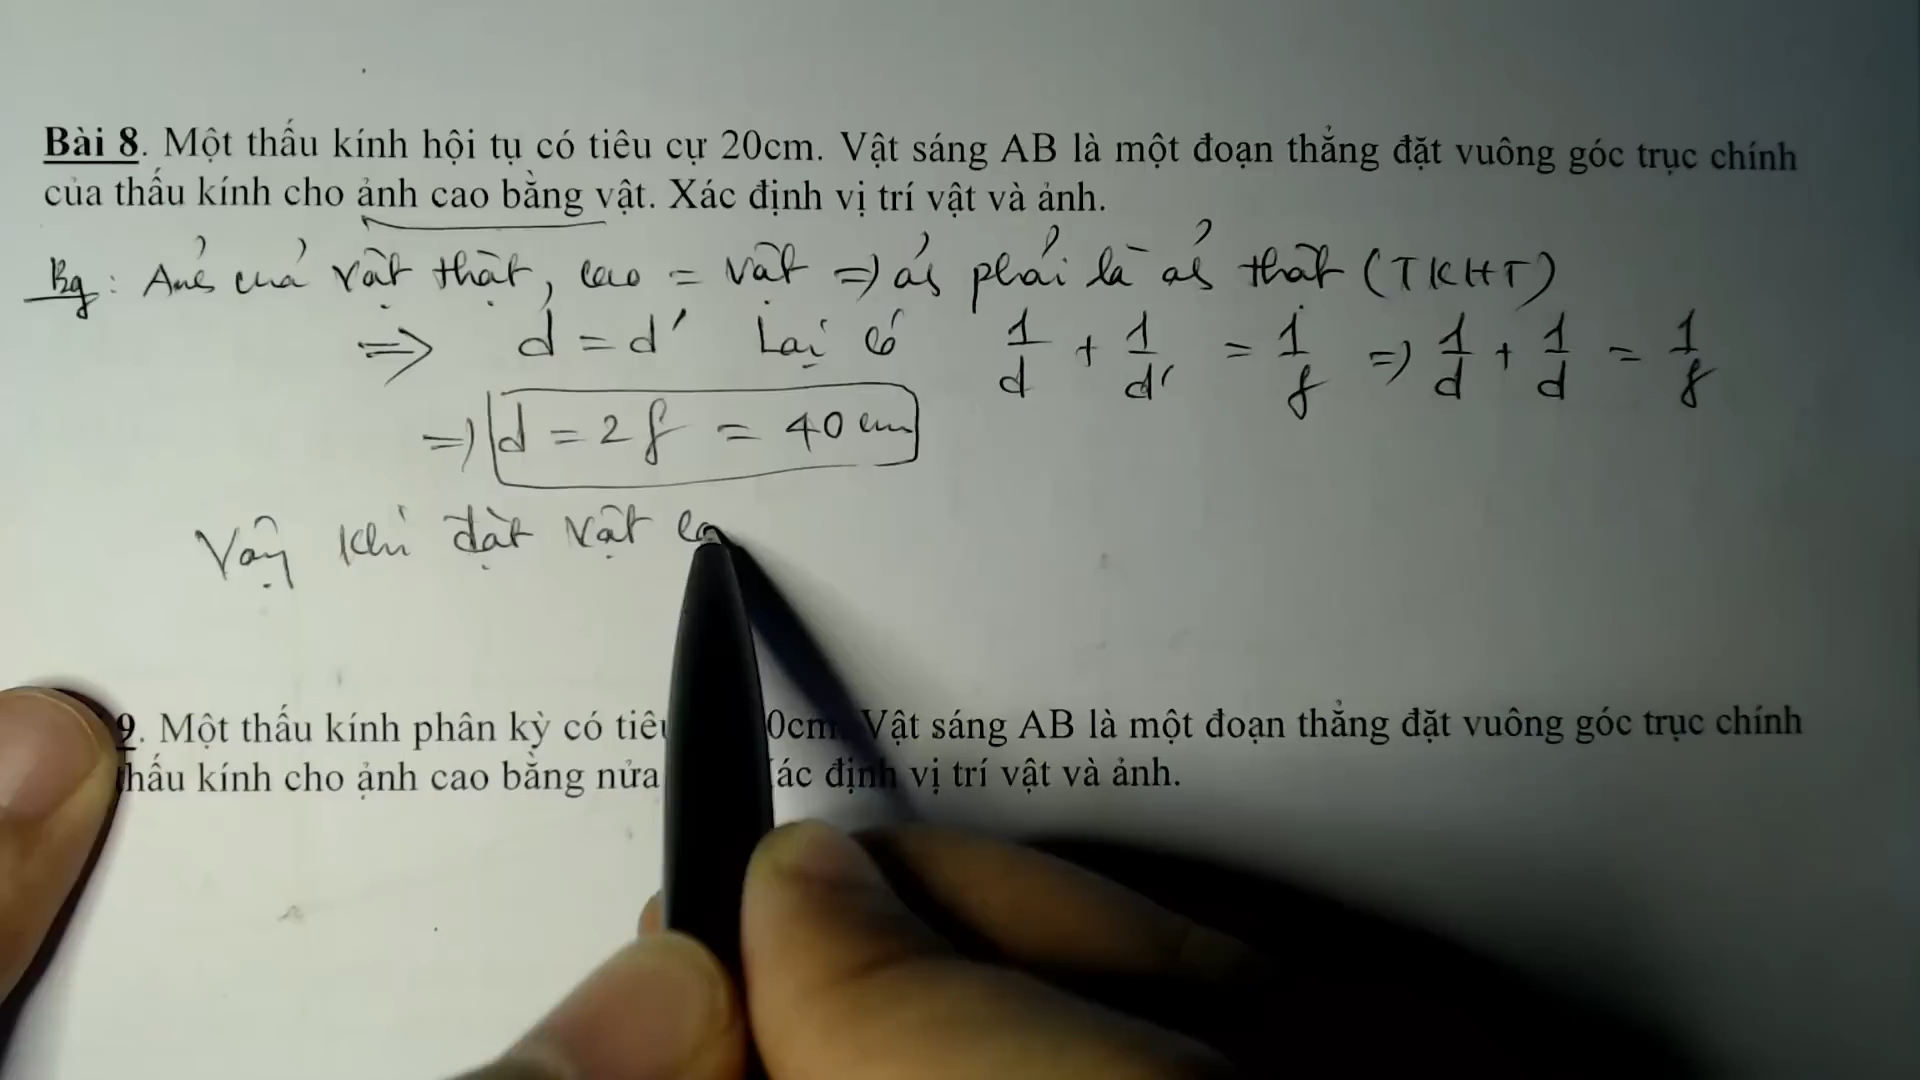 Bài 8. Một thấu kính hội tụ có tiêu cự 20cm. Vật sáng AB là một đoạn thẳng đặt vuông góc trục chính
của thấu kính cho ảnh cao bằng vật. Xác định vị trí vật và ảnh.
Bg: Ảnh của vật thật, cao = vật => ảnh phải là ảnh thật (TKHT)
=> d = d' Lại có 1/d + 1/d' = 1/f => 1/d + 1/d = 1/f
=> d = 2f = 40 cm
Vậy khi đặt vật
9. Một thấu kính phân kỳ có tiêu 0cm. Vật sáng AB là một đoạn thẳng đặt vuông góc trục chính
thấu kính cho ảnh cao bằng nửa định vị trí vật và ảnh.